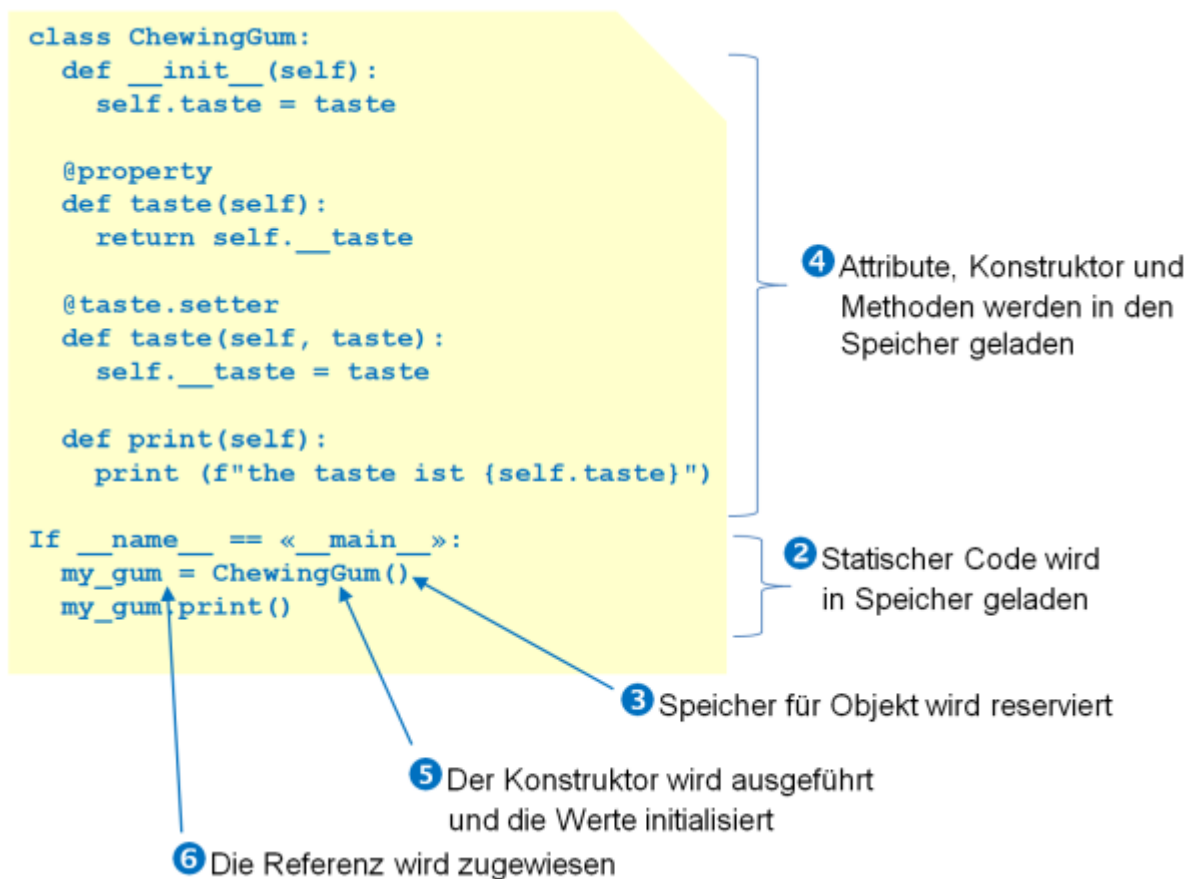 class ChewingGum:
  def __init__(self):
    self.taste = taste

  @property
  def taste(self):
    return self.__taste

  @taste.setter
  def taste(self, taste):
    self.__taste = taste

  def print(self):
    print (f"the taste ist {self.taste}")

If __name__ == «__main__»:
  my_gum = ChewingGum()
  my_gum.print()

4 Attribute, Konstruktor und
Methoden werden in den
Speicher geladen
2 Statischer Code wird
in Speicher geladen
3 Speicher für Objekt wird reserviert
5 Der Konstruktor wird ausgeführt
und die Werte initialisiert
6 Die Referenz wird zugewiesen